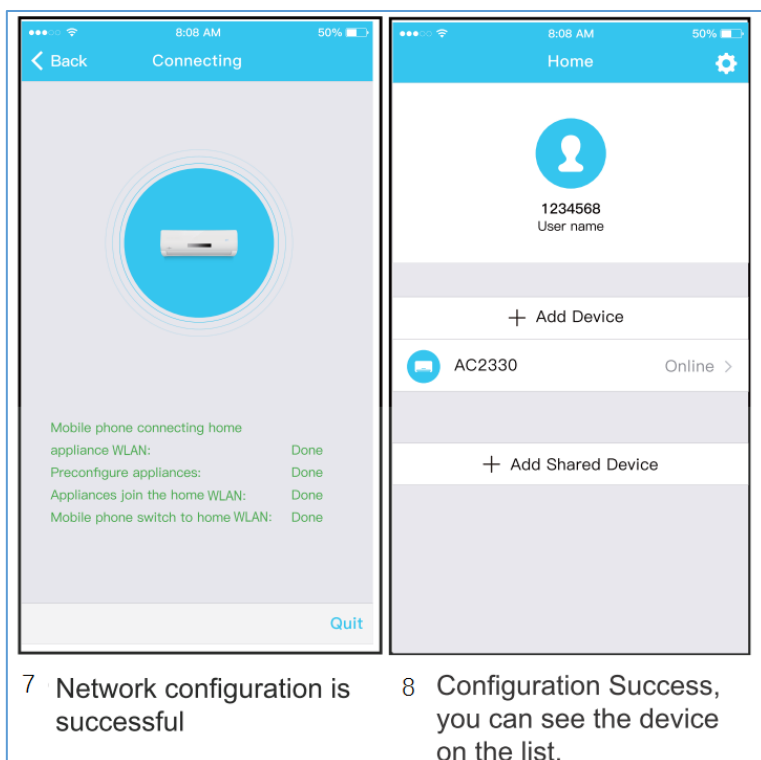 8:08 AM
50%
Back
Connecting
Mobile phone connecting home
appliance WLAN: Done
Preconfigure appliances: Done
Appliances join the home WLAN: Done
Mobile phone switch to home WLAN: Done
Quit
7 Network configuration is
successful
8:08 AM
50%
Home
1234568
User name
+ Add Device
AC2330
Online >
+ Add Shared Device
8 Configuration Success,
you can see the device
on the list.